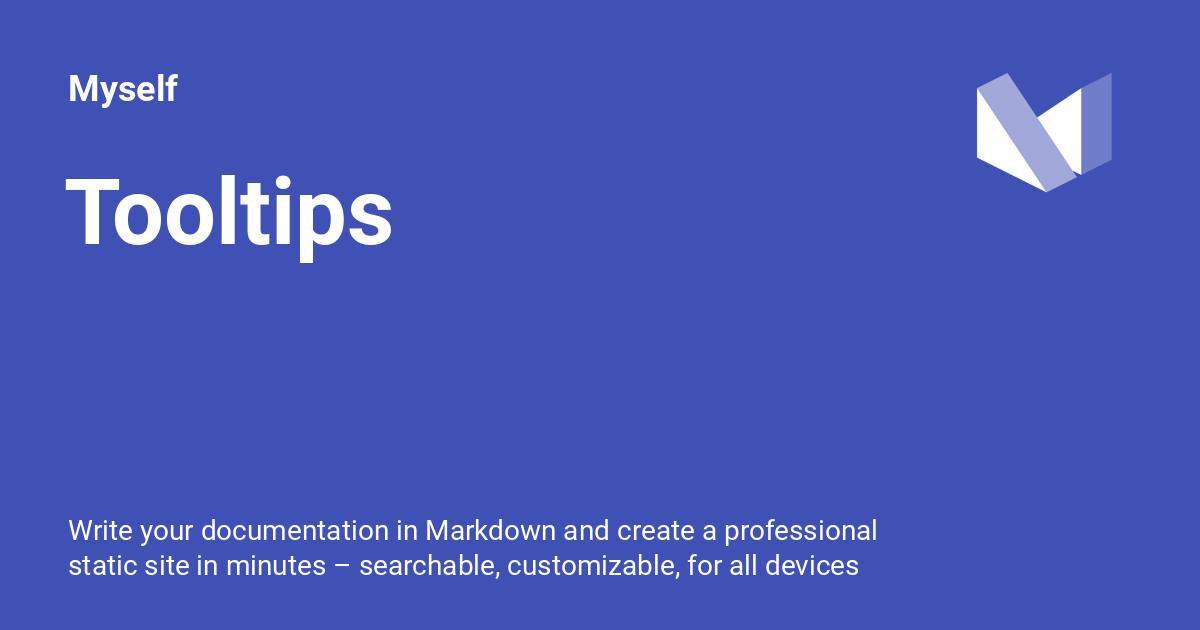 Myself
Tooltips
Write your documentation in Markdown and create a professional
static site in minutes – searchable, customizable, for all devices